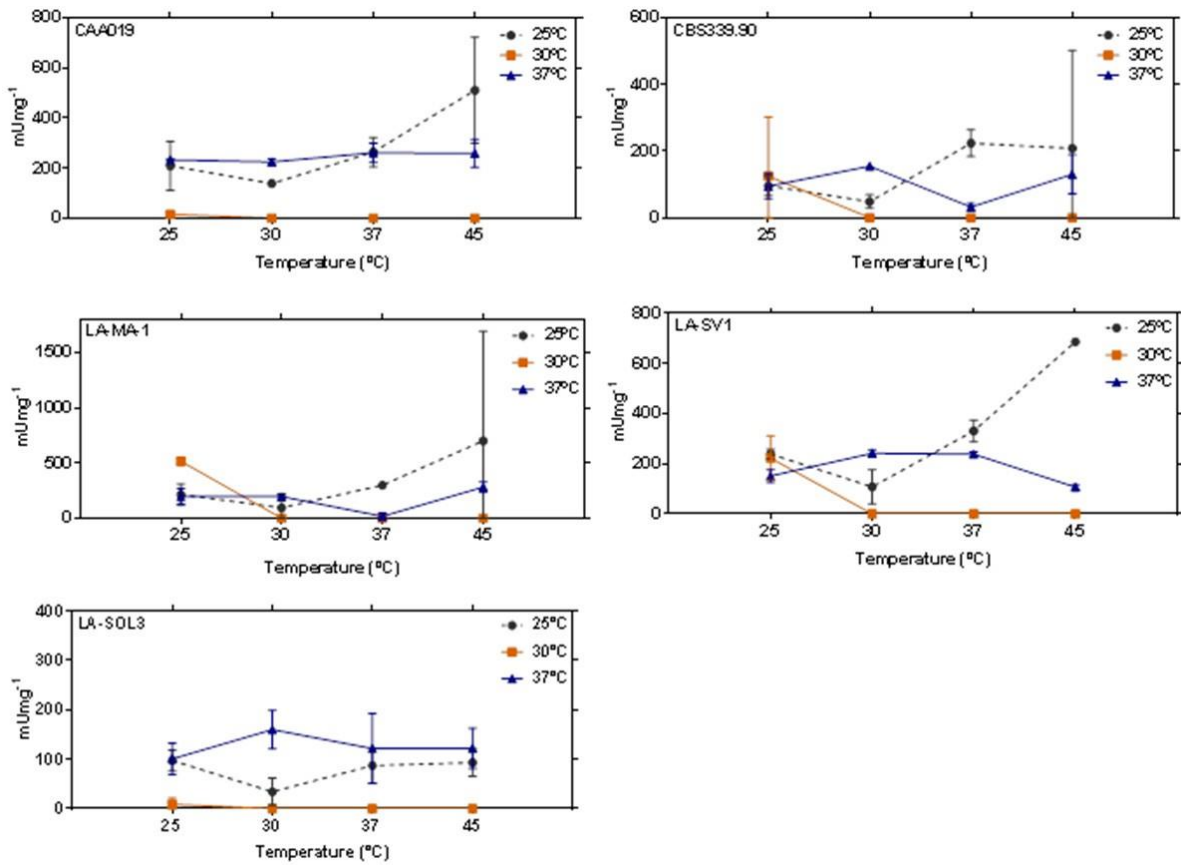 CAA019
800
600
400
200
0
mUmg-1
25 30 37 45
Temperature (ºC)
25ºC
30ºC
37ºC
CBS339.90
600
400
200
0
mUmg-1
25 30 37 45
Temperature (ºC)
25ºC
30ºC
37ºC
LA-MA-1
1500
1000
500
0
mUmg-1
25 30 37 45
Temperature (ºC)
25ºC
30ºC
37ºC
LA-SV1
800
600
400
200
0
mUmg-1
25 30 37 45
Temperature (ºC)
25ºC
30ºC
37ºC
LA-SOL3
400
300
200
100
0
mUmg-1
25 30 37 45
Temperature (ºC)
25ºC
30ºC
37ºC